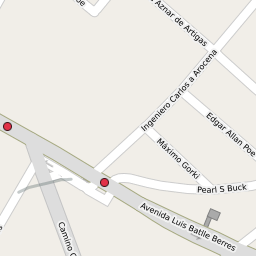 Aznar de Artigas
Ingeniero Carlos a Arocena
Edgar Allan Poe
Máximo Gorki
Pearl S Buck
Avenida Luis Batlle Berres
Camino